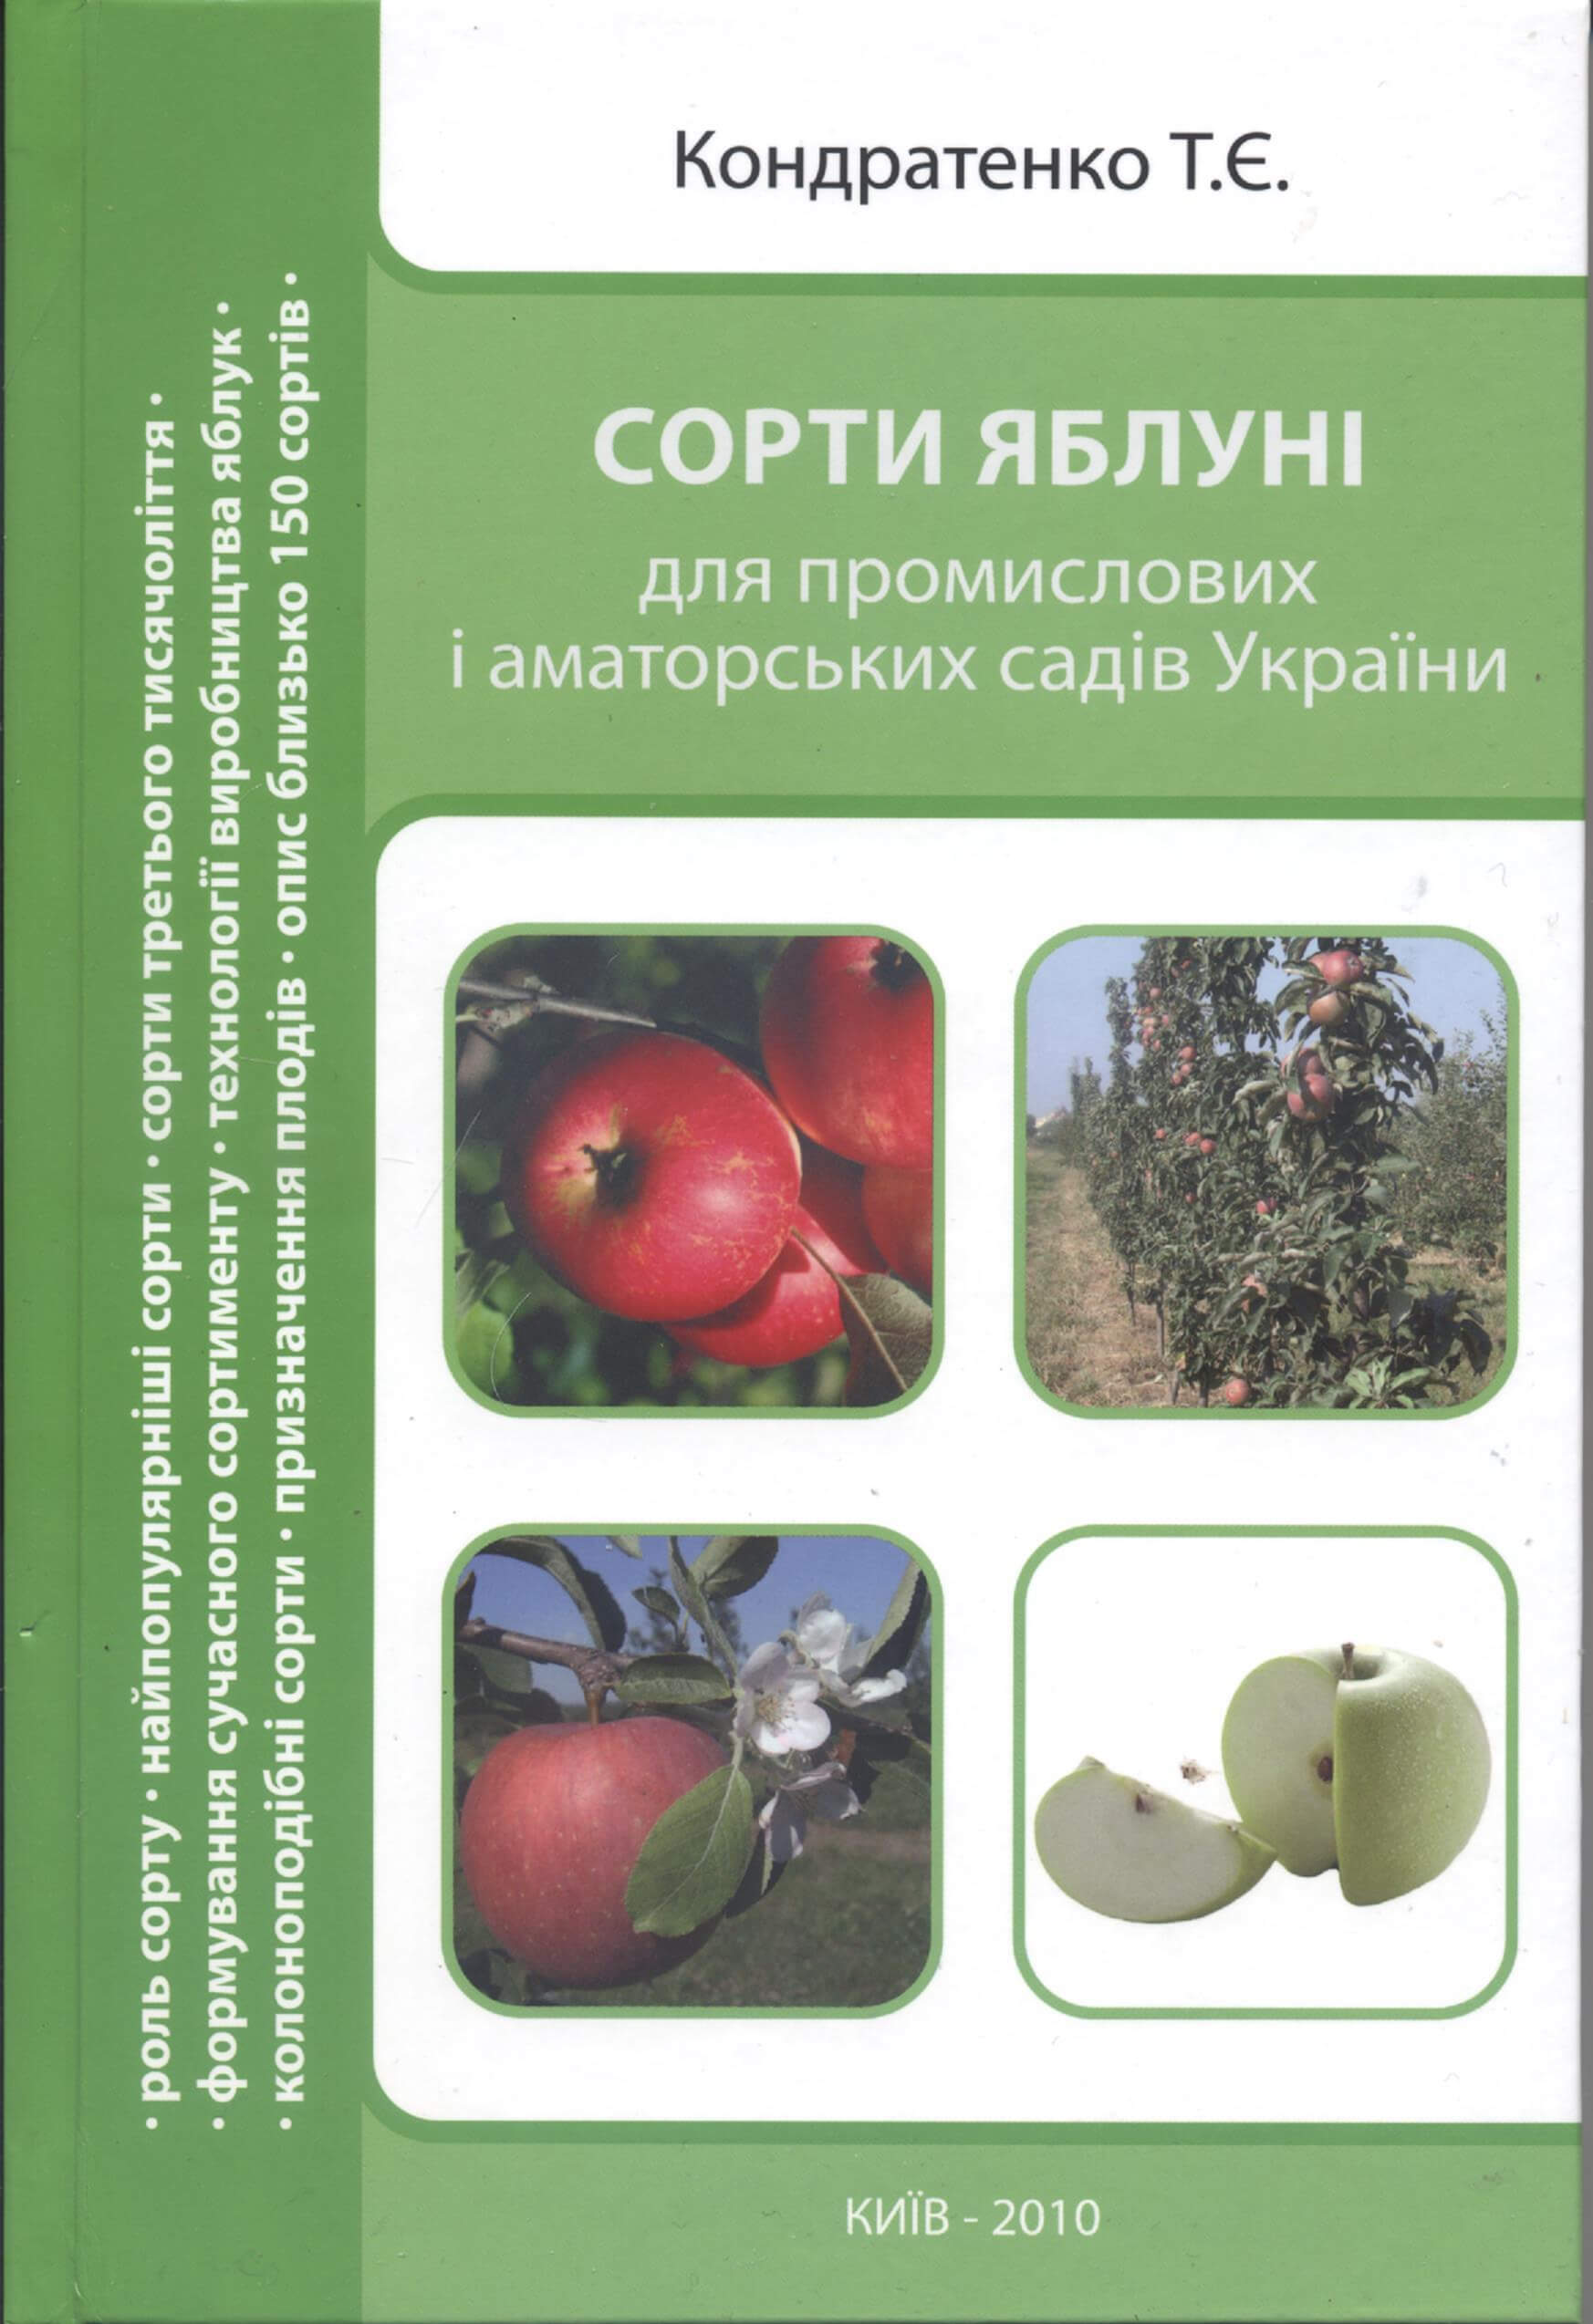 Кондратенко Т.Є.
СОРТИ ЯБЛУНІ
для промислових
і аматорських садів України
• роль сорту • найпопулярніші сорти • сорти третього тисячоліття •
• формування сучасного сортименту • технології виробництва яблук •
• колоноподібні сорти • призначення плодів • опис близько 150 сортів •
КИЇВ - 2010